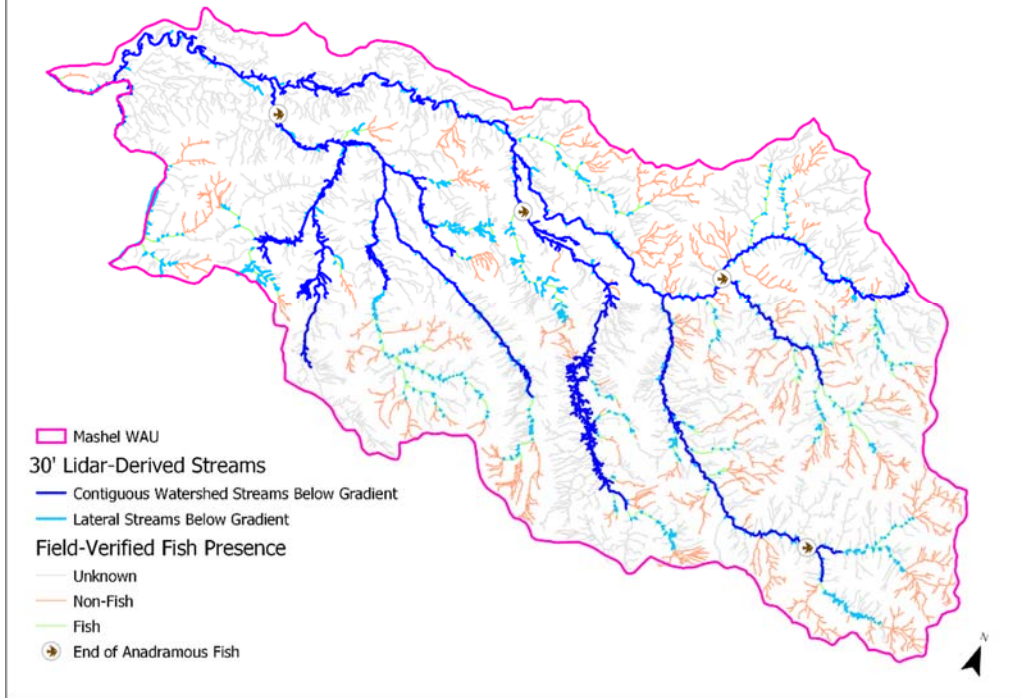 Mashel WAU
30' Lidar-Derived Streams
Contiguous Watershed Streams Below Gradient
Lateral Streams Below Gradient
Field-Verified Fish Presence
Unknown
Non-Fish
Fish
End of Anadramous Fish
N